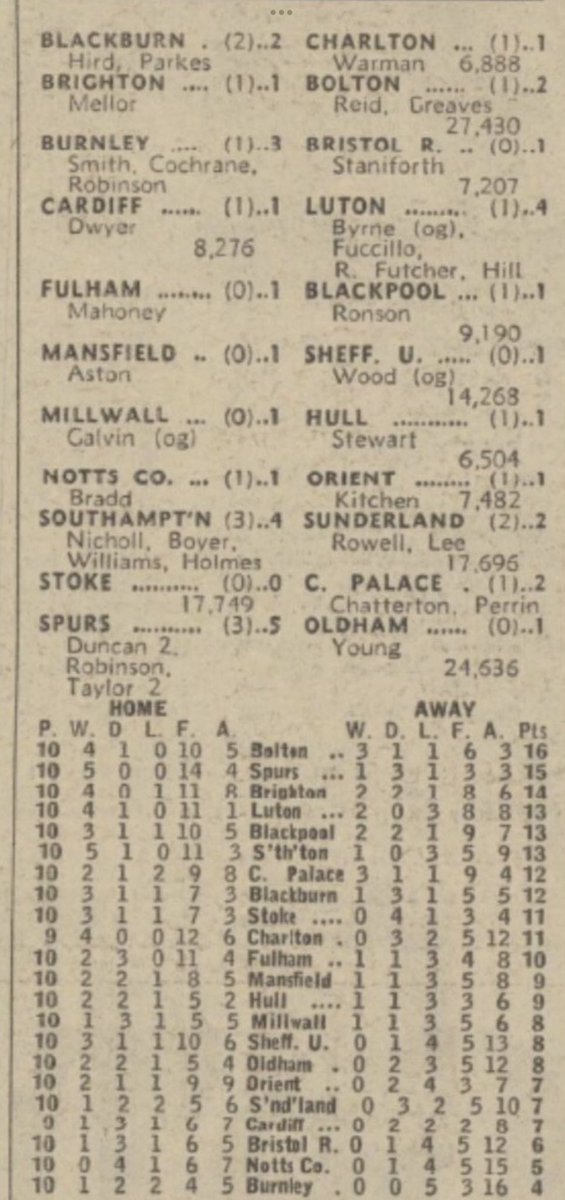 BLACKBURN . (2)..2 CHARLTON ... (1)..1
Hird, Parkes Warman 6,888
BRIGHTON .... (1)..1 BOLTON ...... (1)..2
Mellor Reid, Greaves
27,430
BURNLEY .... (1)..3 BRISTOL R. .. (0)..1
Smith, Cochrane, Staniforth
Robinson 7,207
CARDIFF ...... (1)..1 LUTON ......... (1)..4
Dwyer Byrne (og),
8,276 Fuccillo,
R. Futcher, Hill
FULHAM ........ (0)..1 BLACKPOOL ... (1)..1
Mahoney Ronson
9,190
MANSFIELD .. (0)..1 SHEFF. U. ..... (0)..1
Aston Wood (og)
14,268
MILLWALL ... (0)..1 HULL ........... (1)..1
Galvin (og) Stewart
6,504
NOTTS CO. ... (1)..1 ORIENT ........ (1)..1
Bradd Kitchen 7,482
SOUTHAMPT'N (3)..4 SUNDERLAND (2)..2
Nicholl, Boyer, Rowell, Lee
Williams, Holmes 17,696
STOKE .......... (0)..0 C. PALACE . (1)..2
17,749 Chatterton, Perrin
SPURS .......... (3)..5 OLDHAM ...... (0)..1
Duncan 2, Young
Robinson, 24,636
Taylor 2
HOME AWAY
P. W. D L. F. A. W. D. L. F. A. Pts
10 4 1 0 10 5 Bolton .. 3 1 1 6 3 16
10 5 0 0 14 4 Spurs ... 1 3 1 3 3 15
10 4 0 1 11 8 Brighton 2 2 1 8 6 14
10 4 1 0 11 1 Luton ... 2 0 3 8 8 13
10 3 1 1 10 5 Blackpool 2 2 1 9 7 13
10 5 1 0 11 3 S'th'ton 1 0 3 5 9 13
10 2 1 2 9 8 C. Palace 3 1 1 9 4 12
10 3 1 1 7 3 Blackburn 1 3 1 5 5 12
10 3 1 1 7 3 Stoke .... 0 4 1 3 4 11
9 4 0 0 12 6 Charlton . 0 3 2 5 12 11
10 2 3 0 11 4 Fulham .. 1 1 3 4 8 10
10 2 2 1 8 5 Mansfield 1 1 3 5 8 9
10 2 2 1 5 2 Hull .... 1 1 3 3 6 9
10 1 3 1 5 5 Millwall 1 1 3 5 6 8
10 3 1 1 10 6 Sheff. U. 0 1 4 5 13 8
10 2 2 1 5 4 Oldham . 0 2 3 5 12 8
10 2 1 1 9 9 Orient .. 0 2 4 3 7 7
10 1 2 2 5 6 S'nd'land 0 3 2 5 10 7
9 1 3 1 6 7 Cardiff ... 0 2 2 2 8 7
10 1 3 1 6 5 Bristol R. 0 1 4 5 12 6
10 0 4 1 6 7 Notts Co. 0 1 4 5 15 5
10 1 2 2 4 5 Burnley . 0 0 5 3 16 4